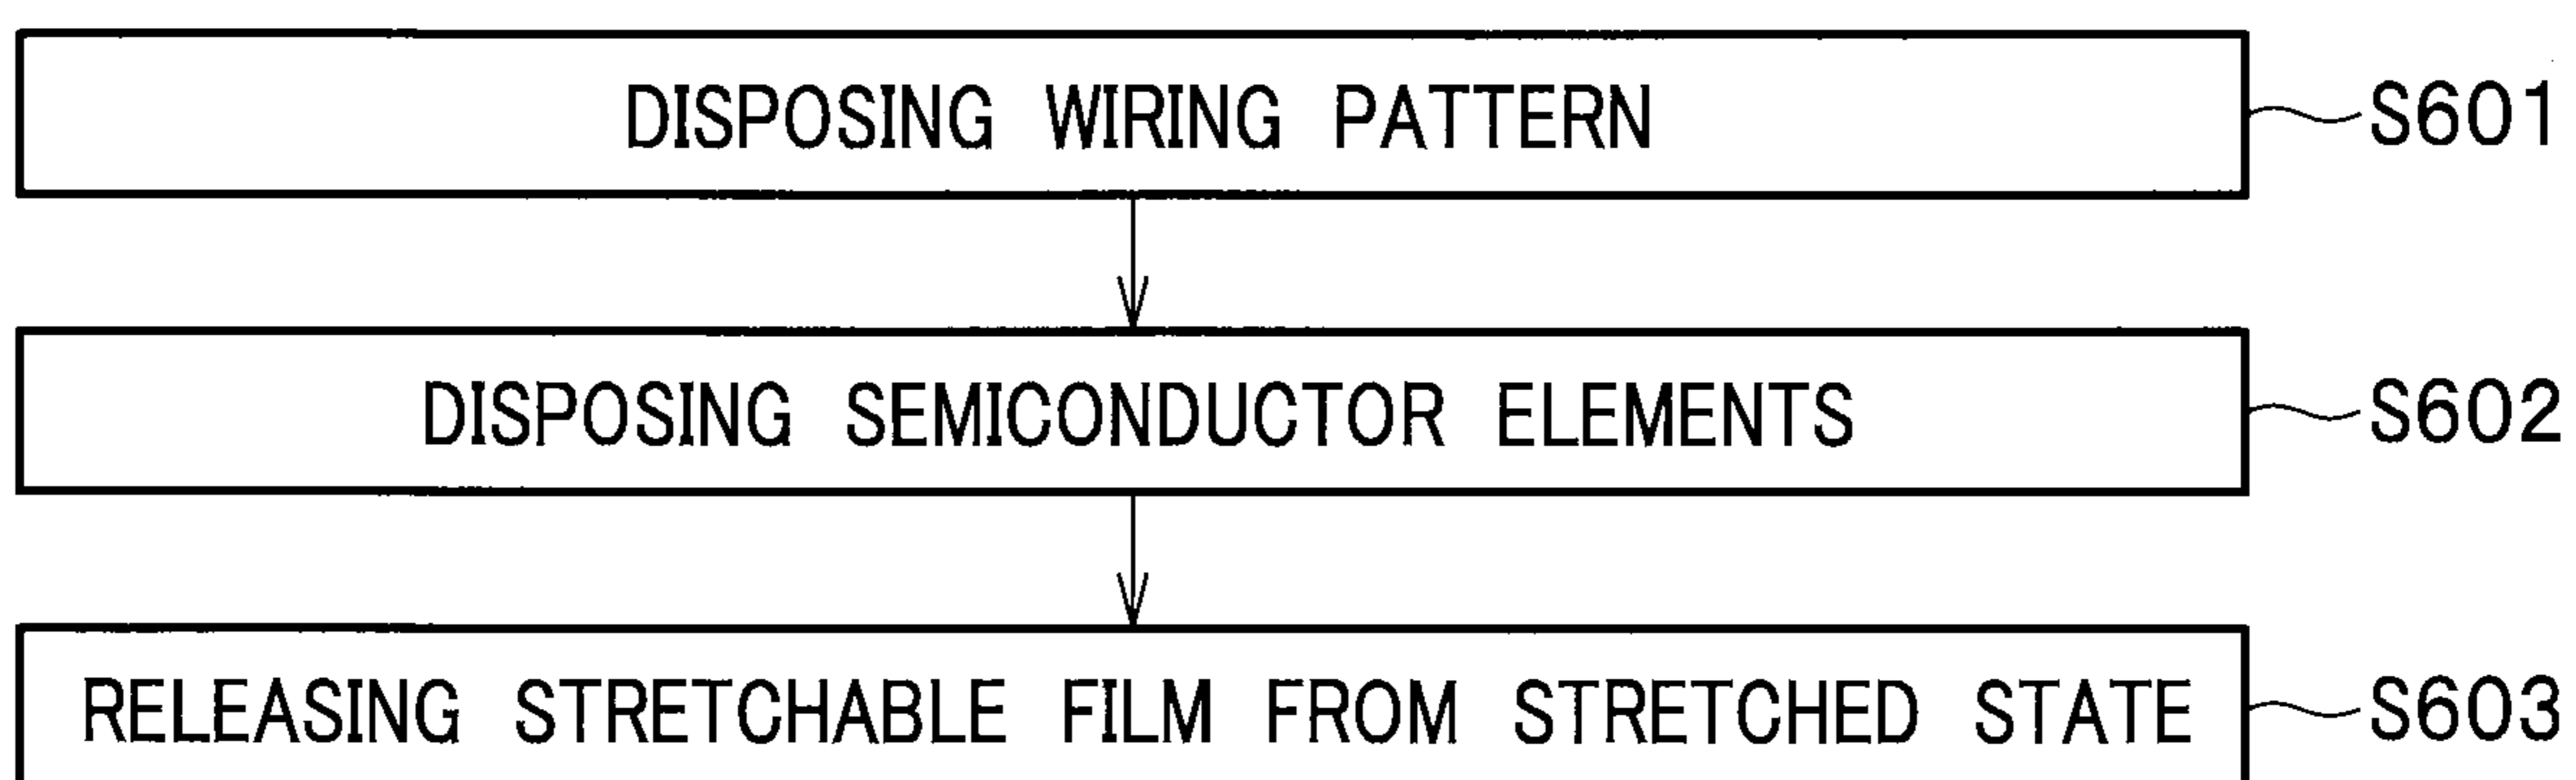 DISPOSING WIRING PATTERN S601
DISPOSING SEMICONDUCTOR ELEMENTS S602
RELEASING STRETCHABLE FILM FROM STRETCHED STATE S603